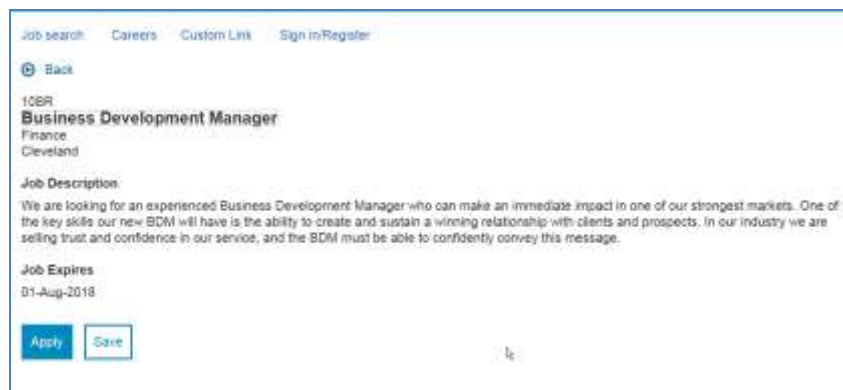 Job search Careers Custom Link Sign in/Register
Back
10BR
Business Development Manager
Finance
Cleveland
Job Description
We are looking for an experienced Business Development Manager who can make an immediate impact in one of our strongest markets. One of
the key skills our new BDM will have is the ability to create and sustain a winning relationship with clients and prospects. In our industry we are
selling trust and confidence in our service, and the BDM must be able to confidently convey this message.
Job Expires
01-Aug-2018
Apply Save